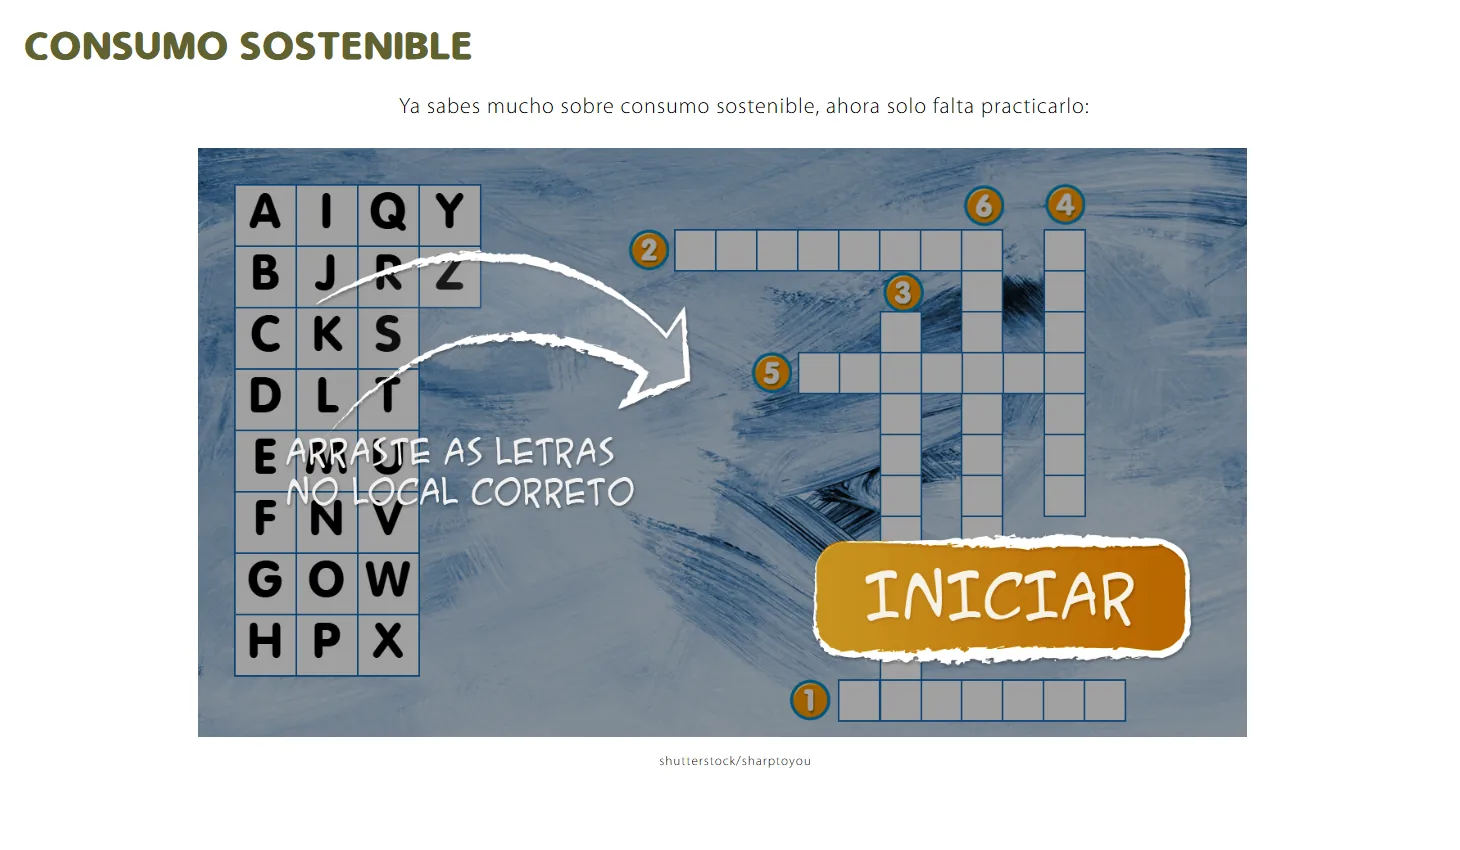 CONSUMO SOSTENIBLE
Ya sabes mucho sobre consumo sostenible, ahora solo falta practicarlo:
A I Q Y
B J R Z
C K S
D L T
E M U
F N V
G O W
H P X
ARRASTE AS LETRAS
NO LOCAL CORRETO
6 4
2
3
5
INICIAR
1
shutterstock/sharptoyou